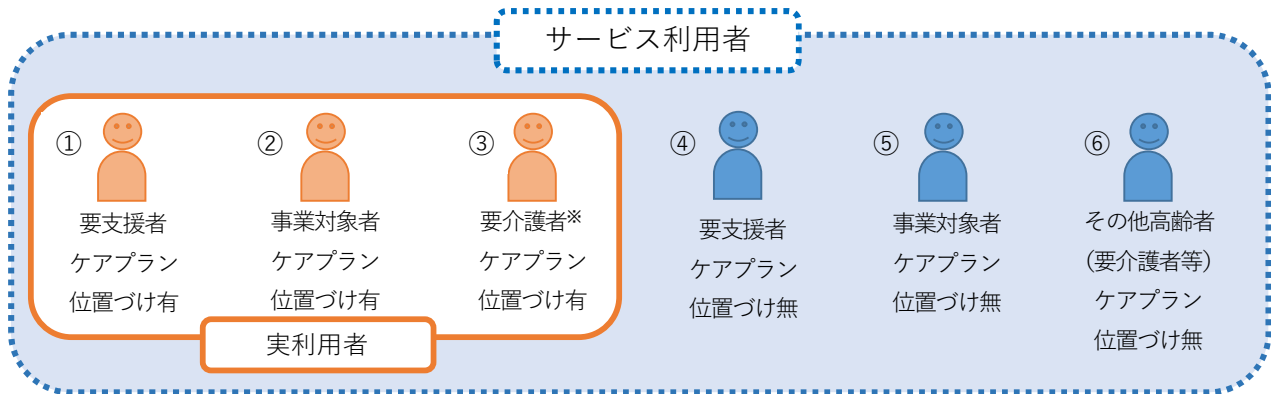 サービス利用者
①
要支援者
ケアプラン
位置づけ有
②
事業対象者
ケアプラン
位置づけ有
③
要介護者※
ケアプラン
位置づけ有
実利用者
④
要支援者
ケアプラン
位置づけ無
⑤
事業対象者
ケアプラン
位置づけ無
⑥
その他高齢者
(要介護者等)
ケアプラン
位置づけ無